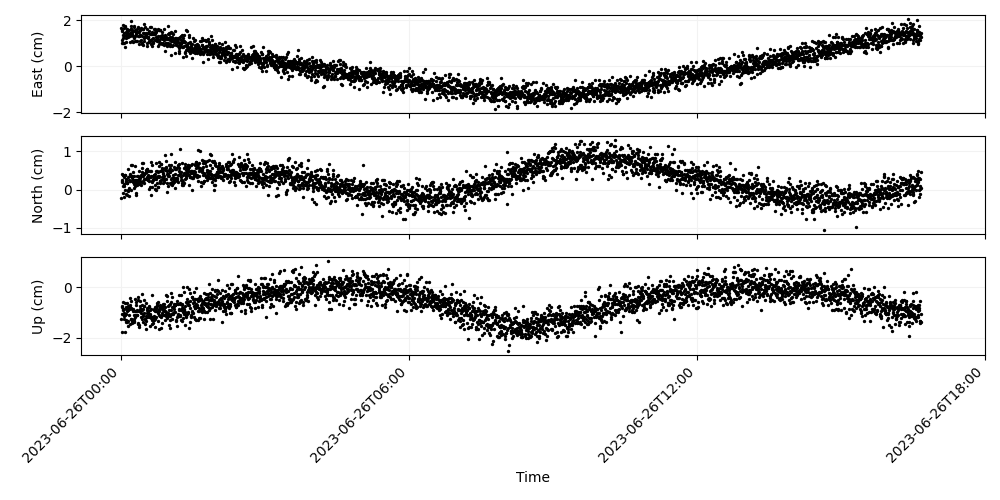 East (cm)
2
0
−2
North (cm)
1
0
−1
Up (cm)
0
−2
2023-06-26T00:00
2023-06-26T06:00
2023-06-26T12:00
2023-06-26T18:00
Time